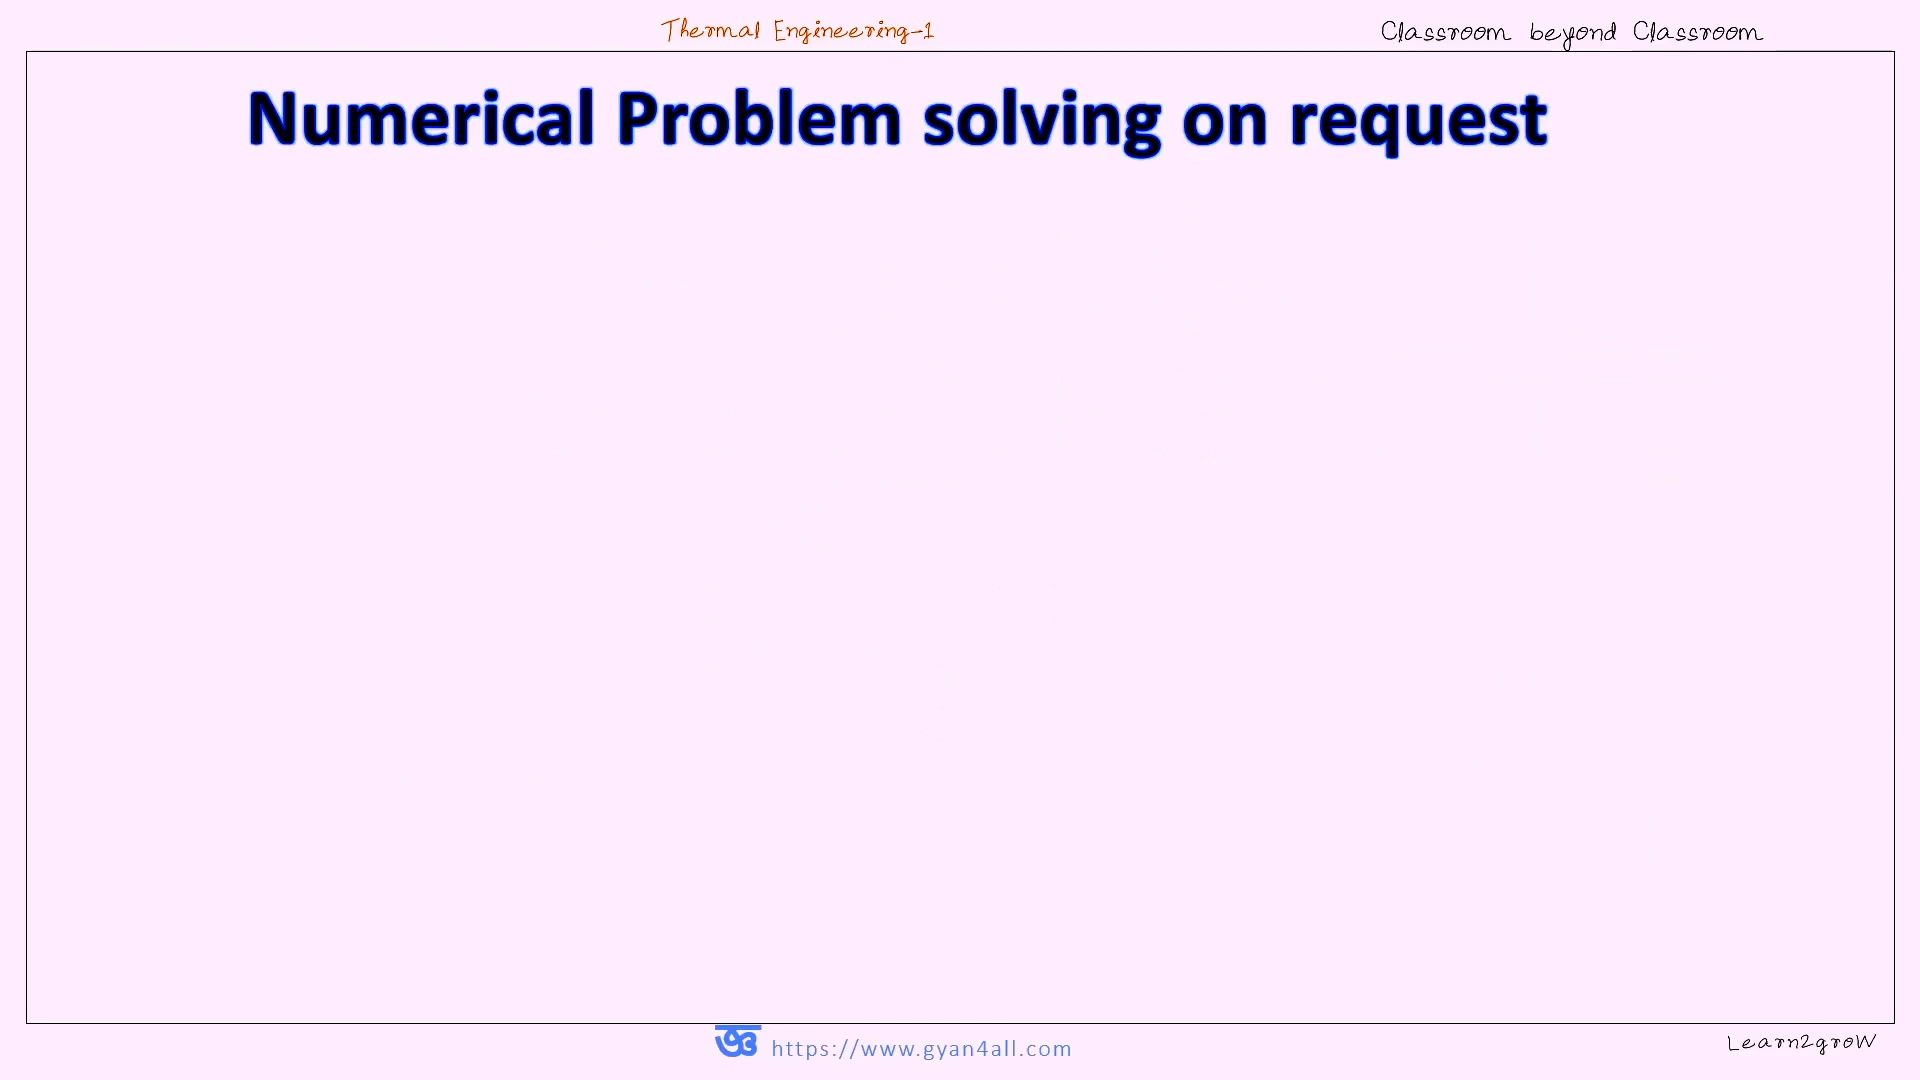 Thermal Engineering-1
Classroom beyond Classroom
Numerical Problem solving on request
https://www.gyan4all.com
Learn2groW